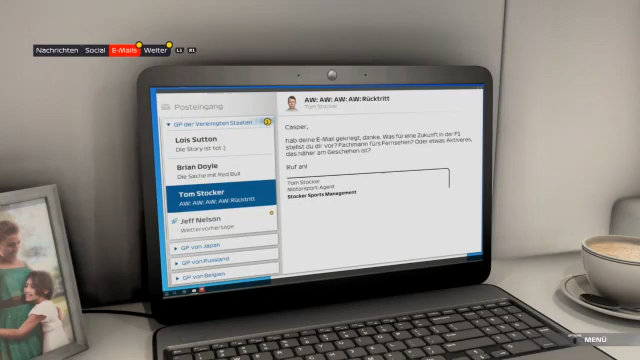 Nachrichten Social E-Mails Weiter L1 R1
Posteingang
GP der Vereinigten Staaten
Lois Sutton
Die Story ist tot :)
Brian Doyle
Die Sache mit Red Bull
Tom Stocker
AW: AW: AW: AW: Rücktritt
Jeff Nelson
Wettervorhersage
GP von Japan
GP von Russland
GP von Belgien
AW: AW: AW: AW: Rücktritt
Tom Stocker
Casper,
hab deine E-Mail gekriegt, danke. Was für eine Zukunft in der F1
stellst du dir vor? Fachmann fürs Fernsehen? Oder etwas Aktiveres,
das näher am Geschehen ist?
Ruf an!
Tom Stocker
Motorsport-Agent
Stocker Sports Management
MENÜ